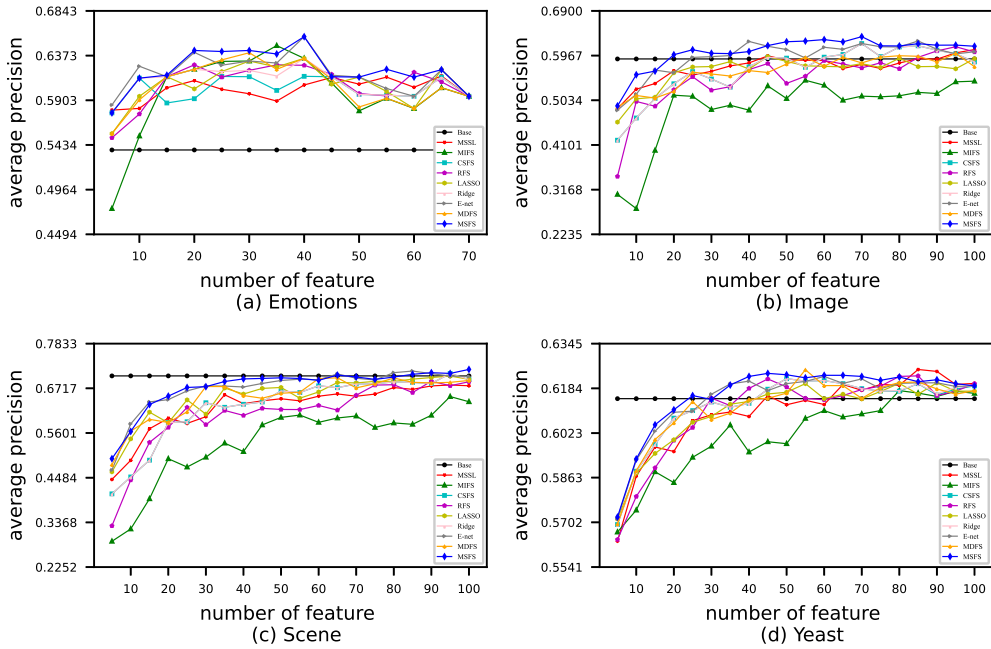 0.6843
0.6373
0.5903
0.5434
0.4964
0.4494
average precision
10 20 30 40 50 60 70
number of feature
Base
MSSL
MIFS
CSFS
RFS
LASSO
Ridge
E-net
MDFS
MSFS
(a) Emotions
0.6900
0.5967
0.5034
0.4101
0.3168
0.2235
average precision
10 20 30 40 50 60 70 80 90 100
number of feature
Base
MSSL
MIFS
CSFS
RFS
LASSO
Ridge
E-net
MDFS
MSFS
(b) Image
0.7833
0.6717
0.5601
0.4484
0.3368
0.2252
average precision
10 20 30 40 50 60 70 80 90 100
number of feature
Base
MSSL
MIFS
CSFS
RFS
LASSO
Ridge
E-net
MDFS
MSFS
(c) Scene
0.6345
0.6184
0.6023
0.5863
0.5702
0.5541
average precision
10 20 30 40 50 60 70 80 90 100
number of feature
Base
MSSL
MIFS
CSFS
RFS
LASSO
Ridge
E-net
MDFS
MSFS
(d) Yeast